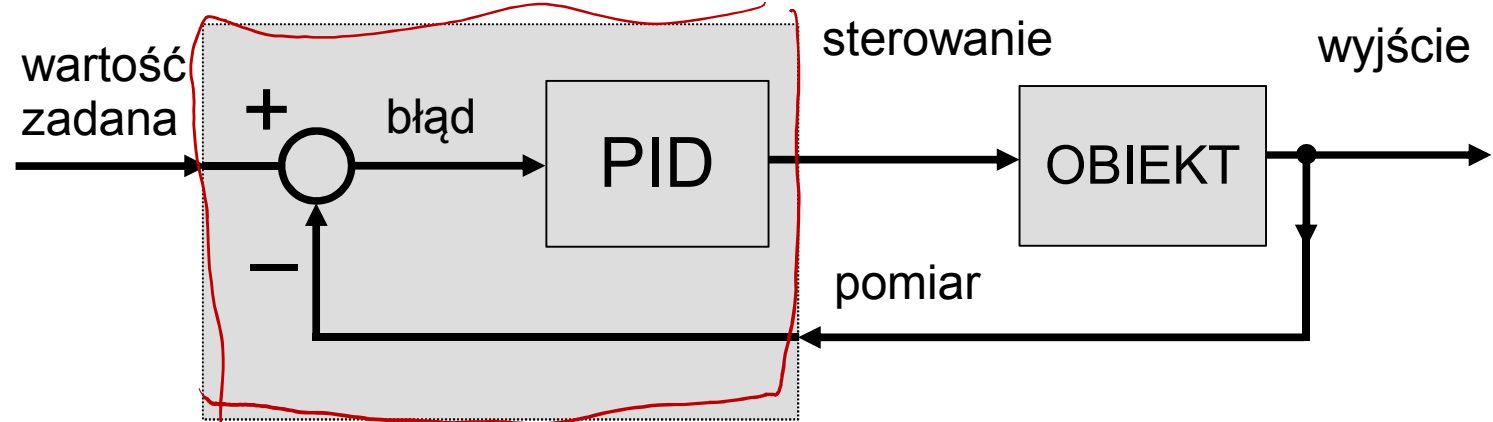 wartość
zadana
+
−
błąd
PID
sterowanie
OBIEKT
wyjście
pomiar